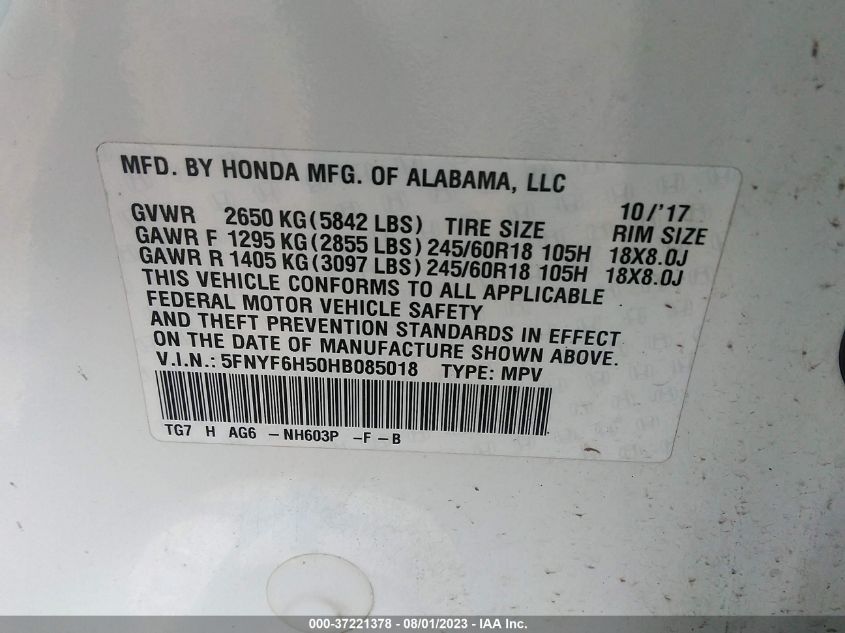 MFD. BY HONDA MFG. OF ALABAMA, LLC
10/'17
GVWR 2650 KG(5842 LBS) TIRE SIZE RIM SIZE
GAWR F 1295 KG(2855 LBS) 245/60R18 105H 18X8.0J
GAWR R 1405 KG(3097 LBS) 245/60R18 105H 18X8.0J
THIS VEHICLE CONFORMS TO ALL APPLICABLE
FEDERAL MOTOR VEHICLE SAFETY
AND THEFT PREVENTION STANDARDS IN EFFECT
ON THE DATE OF MANUFACTURE SHOWN ABOVE.
V.I.N.: 5FNYF6H50HB085018 TYPE: MPV
TG7 H AG6 -NH603P -F-B
000-37221378 - 08/01/2023 - IAA Inc.